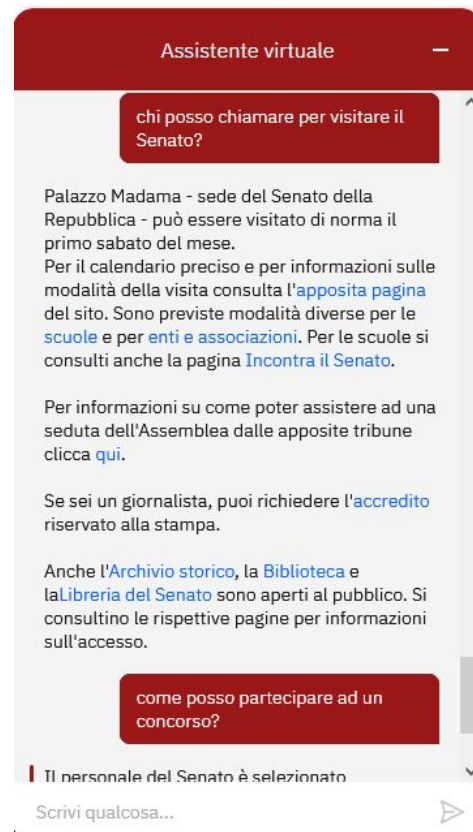 Assistente virtuale
chi posso chiamare per visitare il
Senato?
Palazzo Madama - sede del Senato della
Repubblica - può essere visitato di norma il
primo sabato del mese.
Per il calendario preciso e per informazioni sulle
modalità della visita consulta l'apposita pagina
del sito. Sono previste modalità diverse per le
scuole e per enti e associazioni. Per le scuole si
consulti anche la pagina Incontra il Senato.
Per informazioni su come poter assistere ad una
seduta dell'Assemblea dalle apposite tribune
clicca qui.
Se sei un giornalista, puoi richiedere l'accredito
riservato alla stampa.
Anche l'Archivio storico, la Biblioteca e
laLibreria del Senato sono aperti al pubblico. Si
consultino le rispettive pagine per informazioni
sull'accesso.
come posso partecipare ad un
concorso?
Il personale del Senato è selezionato
Scrivi qualcosa...